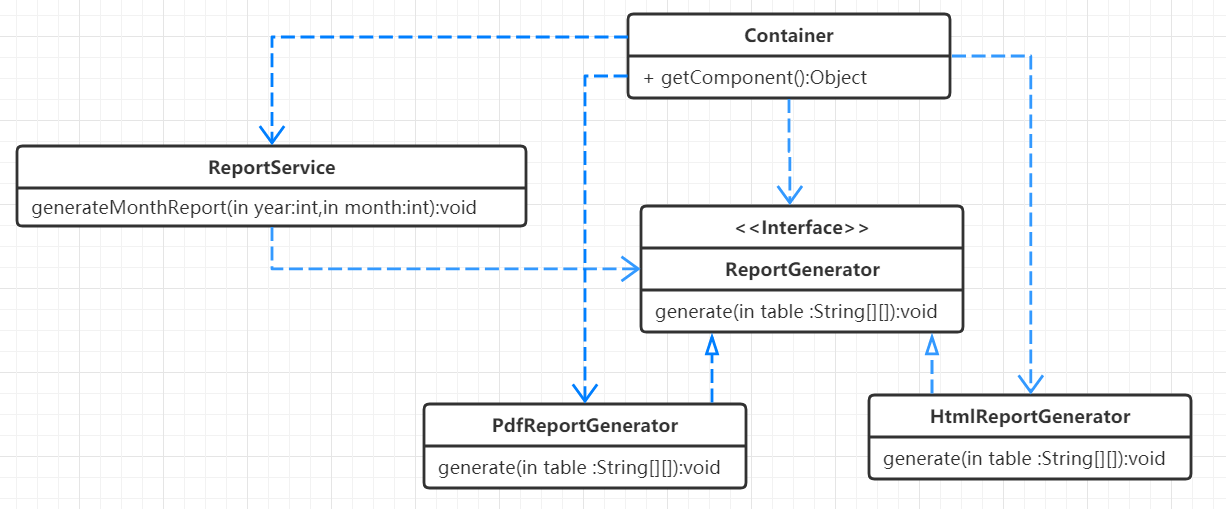 Container
+ getComponent():Object
ReportService
generateMonthReport(in year:int,in month:int):void
<<Interface>>
ReportGenerator
generate(in table :String[][]):void
PdfReportGenerator
generate(in table :String[][]):void
HtmlReportGenerator
generate(in table :String[][]):void